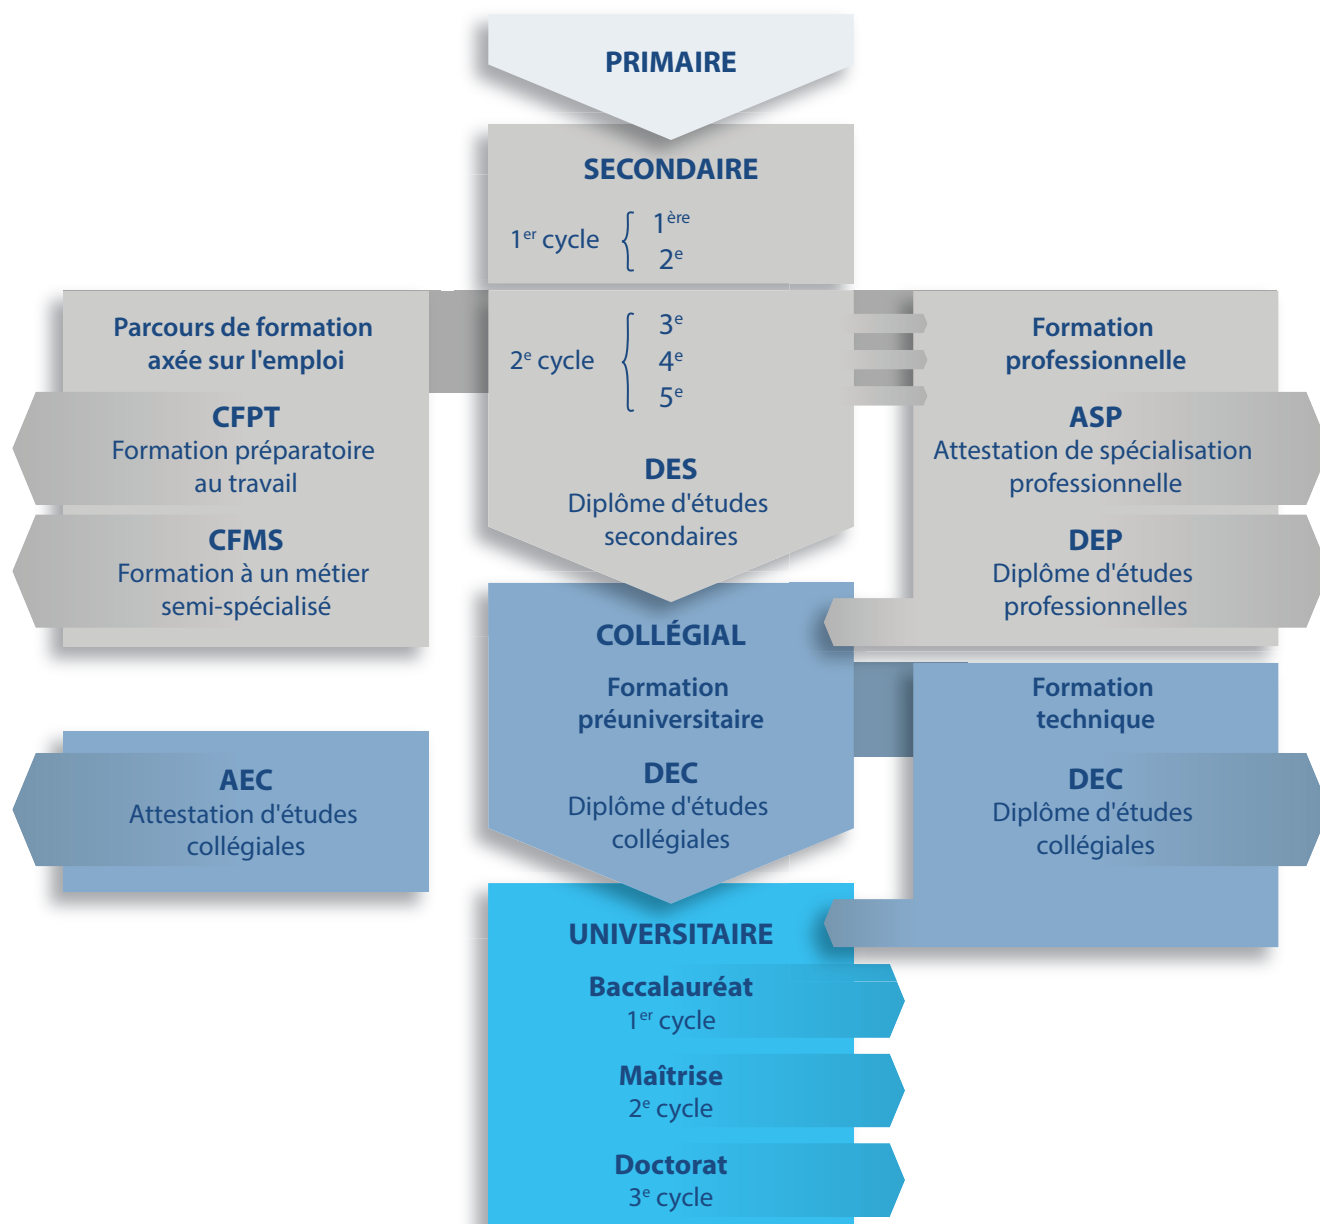 PRIMAIRE
SECONDAIRE
1er cycle
1ère
2e
2e cycle
3e
4e
5e
DES
Diplôme d'études
secondaires
Parcours de formation
axée sur l'emploi
CFPT
Formation préparatoire
au travail
CFMS
Formation à un métier
semi-spécialisé
Formation
professionnelle
ASP
Attestation de spécialisation
professionnelle
DEP
Diplôme d'études
professionnelles
COLLÉGIAL
Formation
préuniversitaire
DEC
Diplôme d'études
collégiales
Formation
technique
DEC
Diplôme d'études
collégiales
AEC
Attestation d'études
collégiales
UNIVERSITAIRE
Baccalauréat
1er cycle
Maîtrise
2e cycle
Doctorat
3e cycle